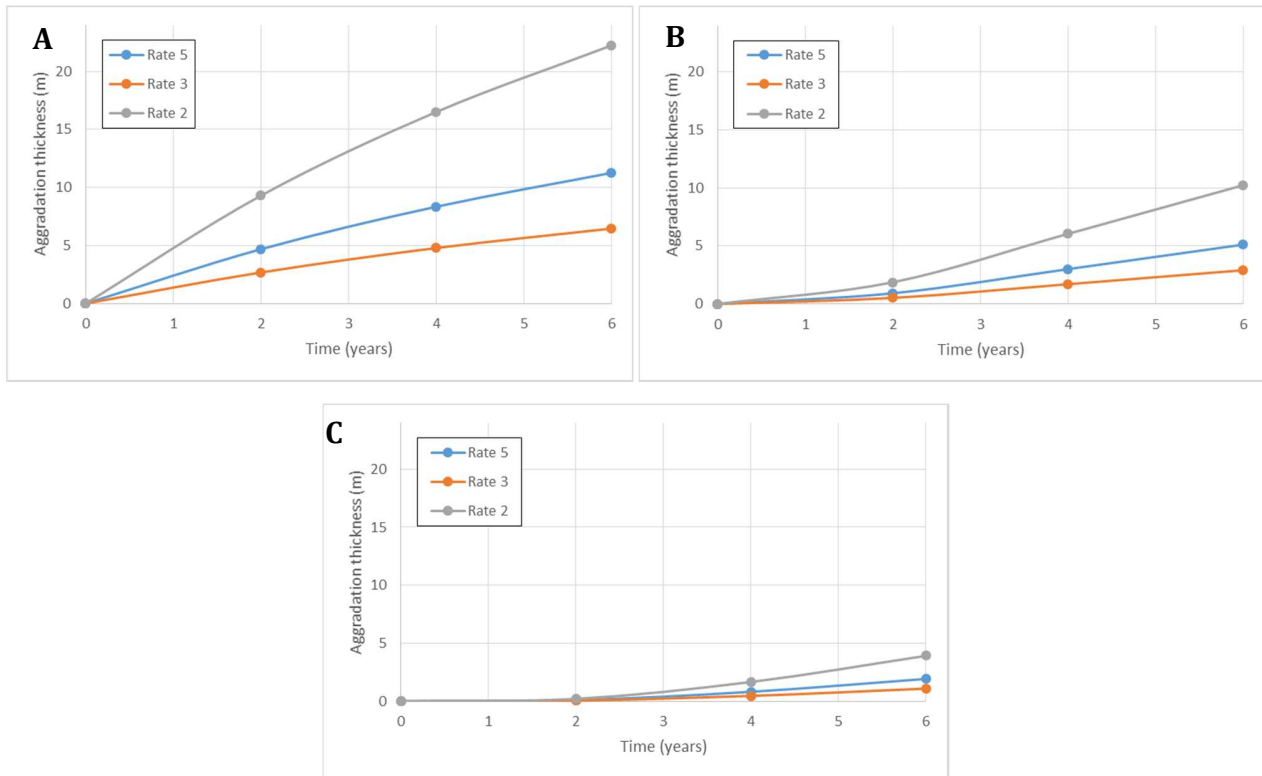 A
Rate 5
Rate 3
Rate 2
Aggradation thickness (m)
20
15
10
5
0
0 1 2 3 4 5 6
Time (years)
B
Rate 5
Rate 3
Rate 2
Aggradation thickness (m)
20
15
10
5
0
0 1 2 3 4 5 6
Time (years)
C
Rate 5
Rate 3
Rate 2
Aggradation thickness (m)
20
15
10
5
0
0 1 2 3 4 5 6
Time (years)